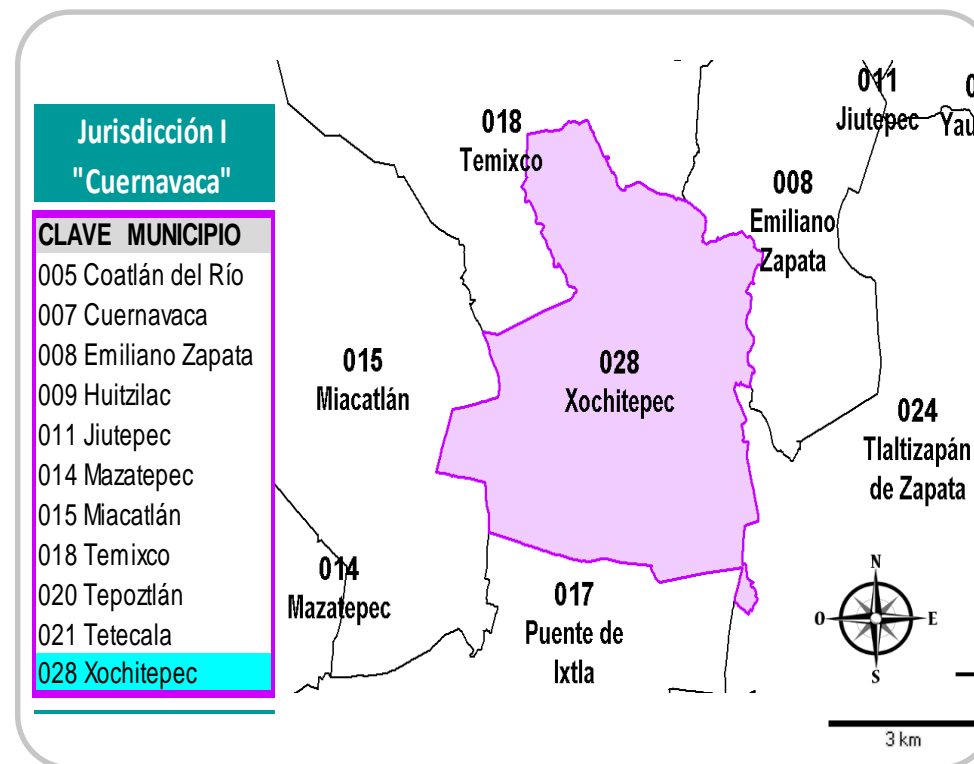 Jurisdicción I
"Cuernavaca"
CLAVE MUNICIPIO
005 Coatlán del Río
007 Cuernavaca
008 Emiliano Zapata
009 Huitzilac
011 Jiutepec
014 Mazatepec
015 Miacatlán
018 Temixco
020 Tepoztlán
021 Tetecala
028 Xochitepec
011
Jiutepec
Yau
018
Temixco
008
Emiliano
Zapata
015
Miacatlán
028
Xochitepec
024
Tlaltizapán
de Zapata
014
Mazatepec
017
Puente de
Ixtla
N
O
E
S
3 km